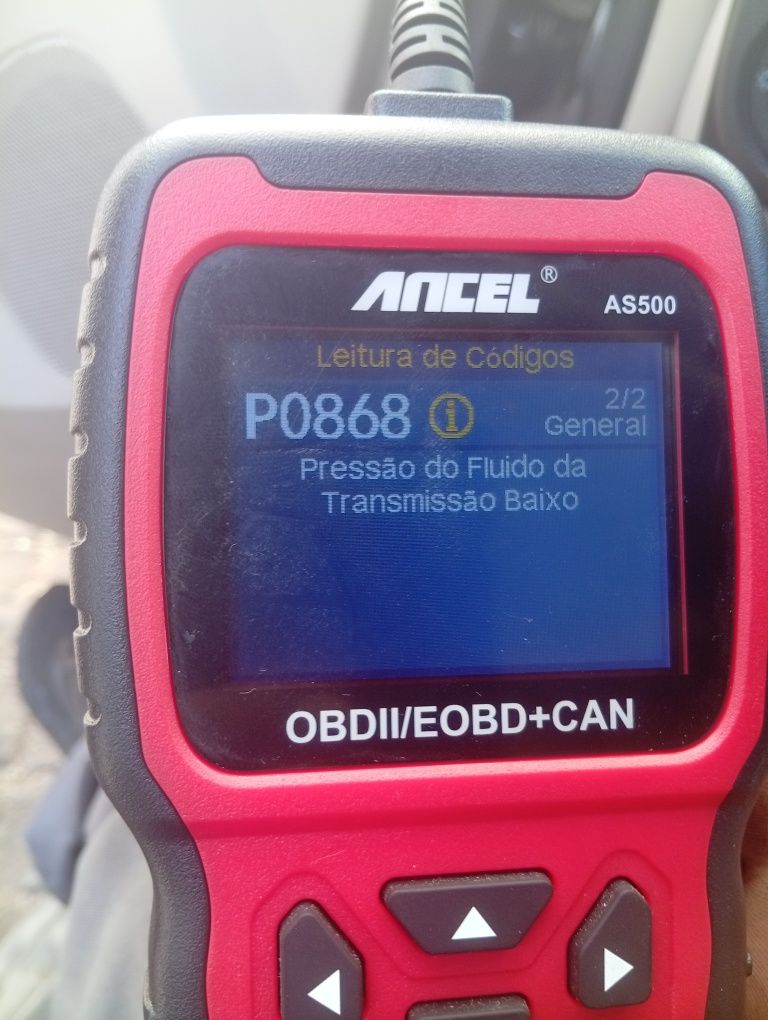 ANCEL®
AS500
Leitura de Códigos
P0868 i 2/2
General
Pressão do Fluido da
Transmissão Baixo
OBDII/EOBD+CAN